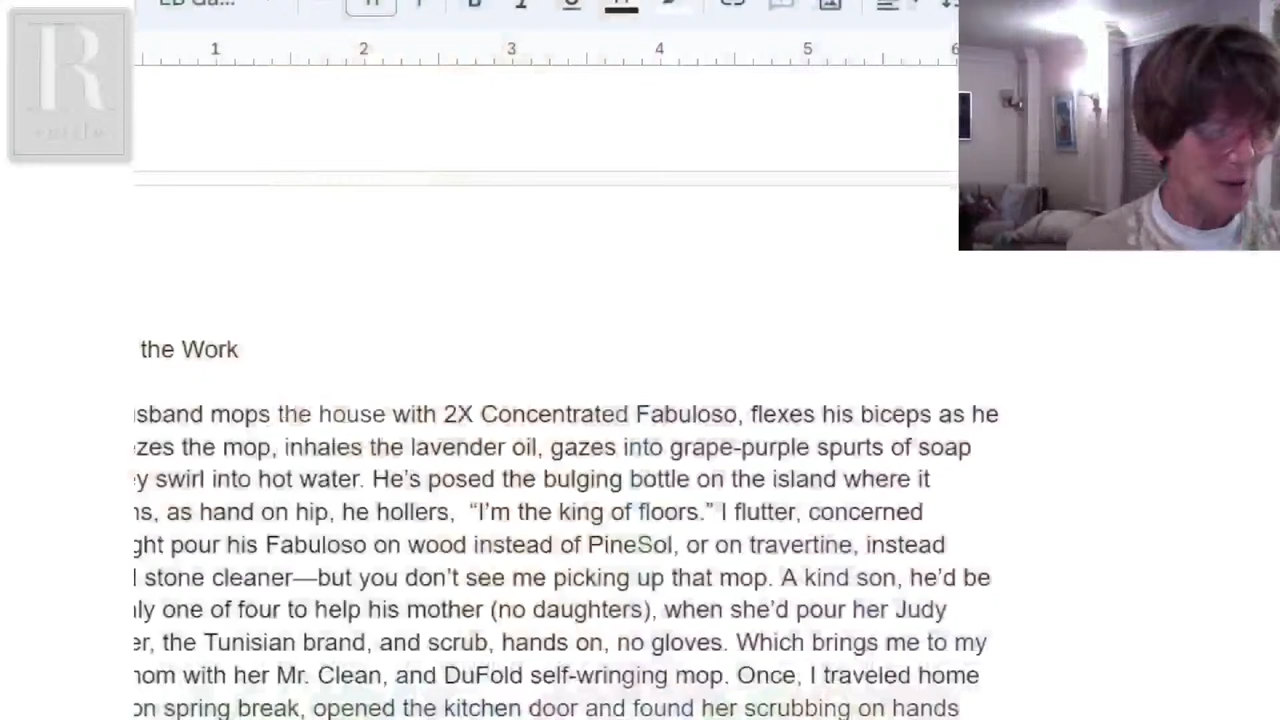 R
1 2 3 4 5 6
the Work
sband mops the house with 2X Concentrated Fabuloso, flexes his biceps as he
zes the mop, inhales the lavender oil, gazes into grape-purple spurts of soap
y swirl into hot water. He’s posed the bulging bottle on the island where it
ns, as hand on hip, he hollers,  “I’m the king of floors.” I flutter, concerned
ght pour his Fabuloso on wood instead of PineSol, or on travertine, instead
l stone cleaner—but you don’t see me picking up that mop. A kind son, he’d be
ly one of four to help his mother (no daughters), when she’d pour her Judy
er, the Tunisian brand, and scrub, hands on, no gloves. Which brings me to my
nom with her Mr. Clean, and DuFold self-wringing mop. Once, I traveled home
on spring break, opened the kitchen door and found her scrubbing on hands